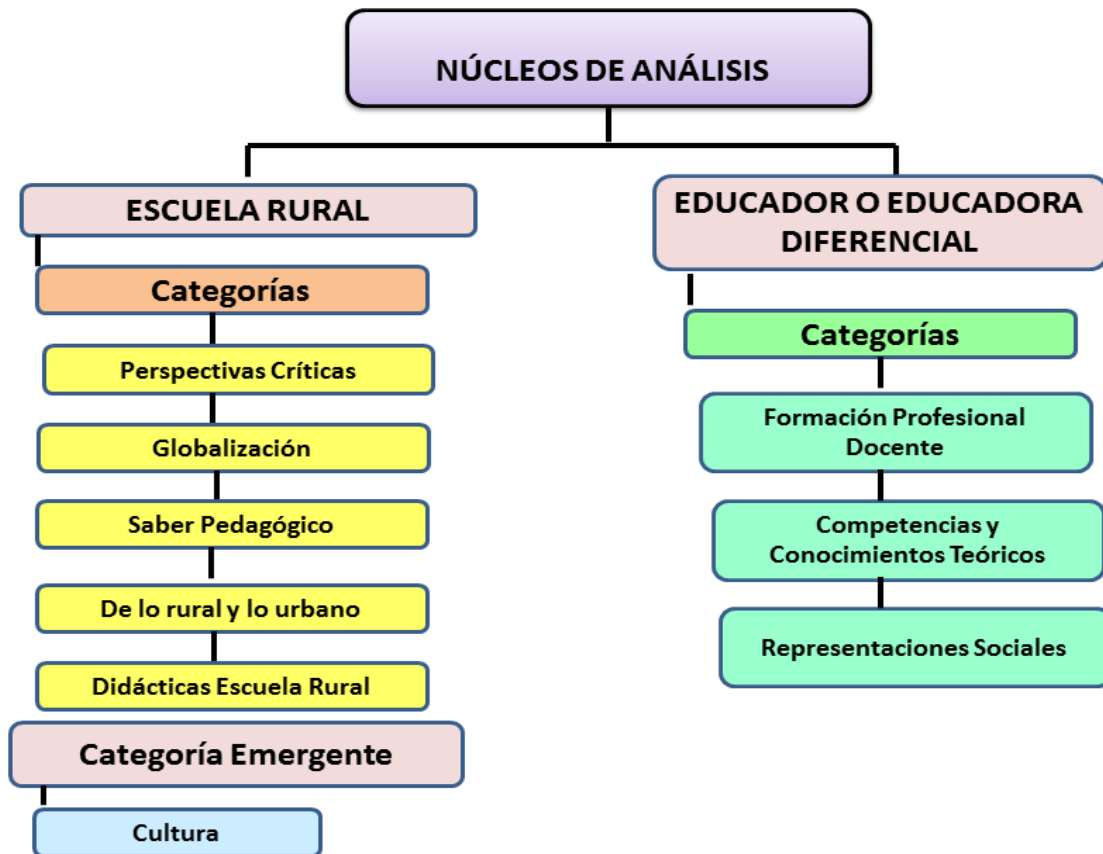 NÚCLEOS DE ANÁLISIS
ESCUELA RURAL
Categorías
Perspectivas Críticas
Globalización
Saber Pedagógico
De lo rural y lo urbano
Didácticas Escuela Rural
Categoría Emergente
Cultura
EDUCADOR O EDUCADORA
DIFERENCIAL
Categorías
Formación Profesional
Docente
Competencias y
Conocimientos Teóricos
Representaciones Sociales